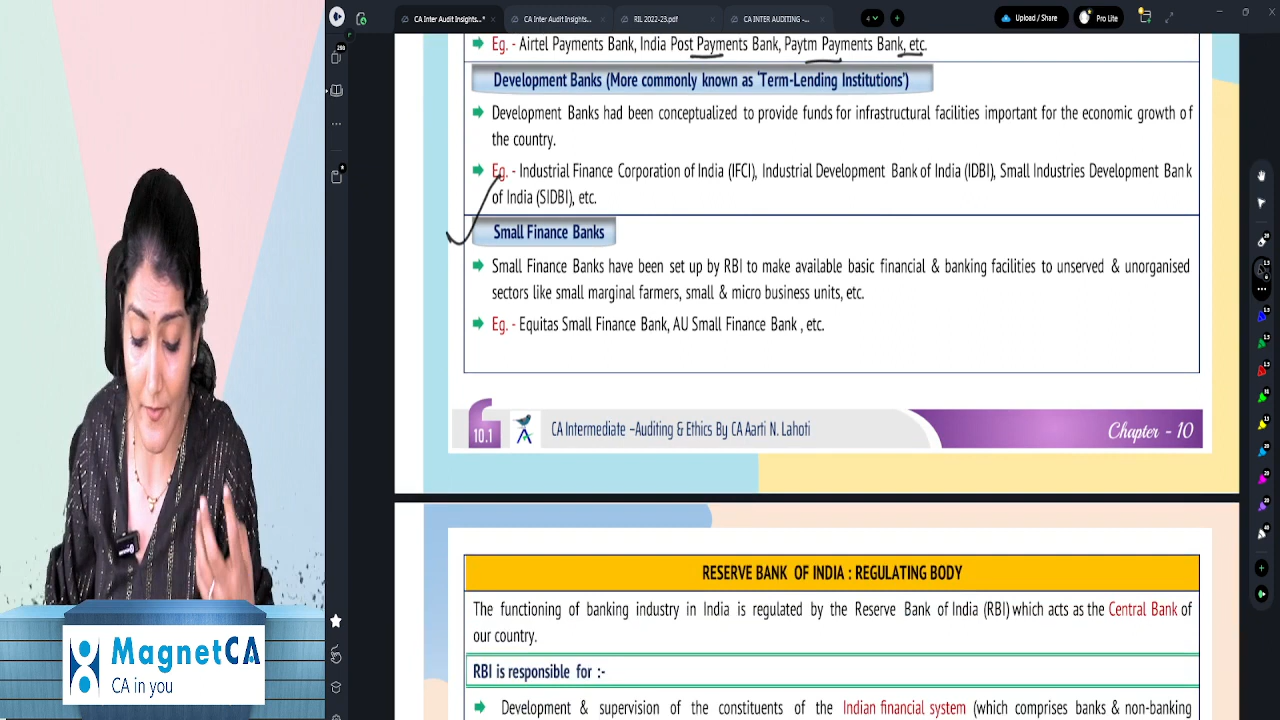 CA Inter Audit Insights...*
CA Inter Audit Insights...
RIL 2022-23.pdf
CA INTER AUDITING -...
4
Upload / Share
Pro Lite
Eg. - Airtel Payments Bank, India Post Payments Bank, Paytm Payments Bank, etc.
Development Banks (More commonly known as 'Term-Lending Institutions')
Development Banks had been conceptualized to provide funds for infrastructural facilities important for the economic growth of
the country.
Eg. - Industrial Finance Corporation of India (IFCI), Industrial Development Bank of India (IDBI), Small Industries Development Bank
of India (SIDBI), etc.
Small Finance Banks
Small Finance Banks have been set up by RBI to make available basic financial & banking facilities to unserved & unorganised
sectors like small marginal farmers, small & micro business units, etc.
Eg. - Equitas Small Finance Bank, AU Small Finance Bank , etc.
10.1
CA Intermediate –Auditing & Ethics By CA Aarti N. Lahoti
Chapter - 10
RESERVE BANK OF INDIA : REGULATING BODY
The functioning of banking industry in India is regulated by the Reserve Bank of India (RBI) which acts as the Central Bank of
our country.
RBI is responsible for :-
Development & supervision of the constituents of the Indian financial system (which comprises banks & non-banking
MagnetCA
CA in you